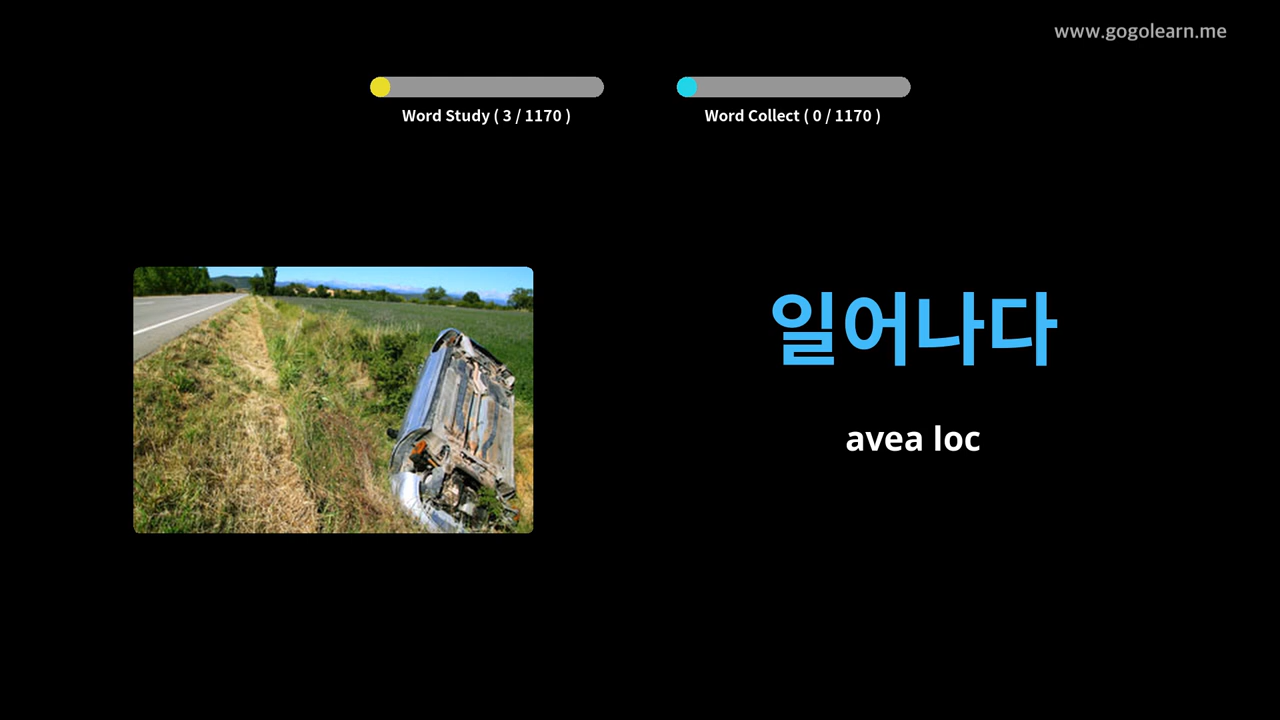 www.gogolearn.me
Word Study ( 3 / 1170 )
Word Collect ( 0 / 1170 )
일어나다
avea loc